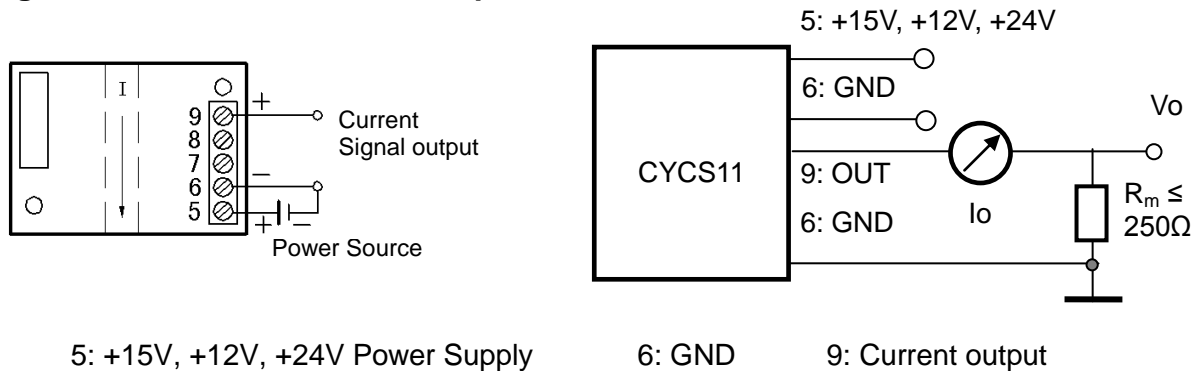 I
9
8
7
6
5
+
−
+
−
Current
Signal output
Power Source
5: +15V, +12V, +24V
6: GND
CYCS11
9: OUT
6: GND
Io
Vo
Rm ≤
250Ω
5: +15V, +12V, +24V Power Supply 6: GND 9: Current output